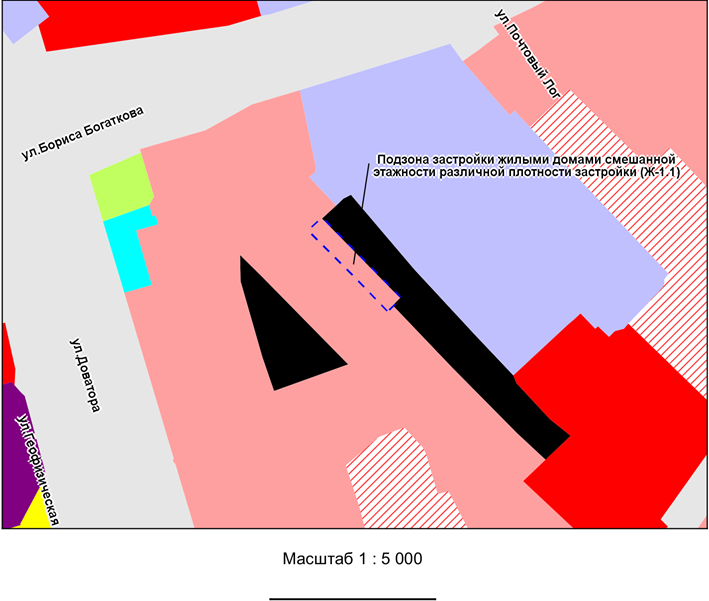 ул.Почтовый Лог
ул.Бориса Богаткова
Подзона застройки жилыми домами смешанной
этажности различной плотности застройки (Ж-1.1)
ул.Доватора
ул.Геофизическая
Масштаб 1 : 5 000